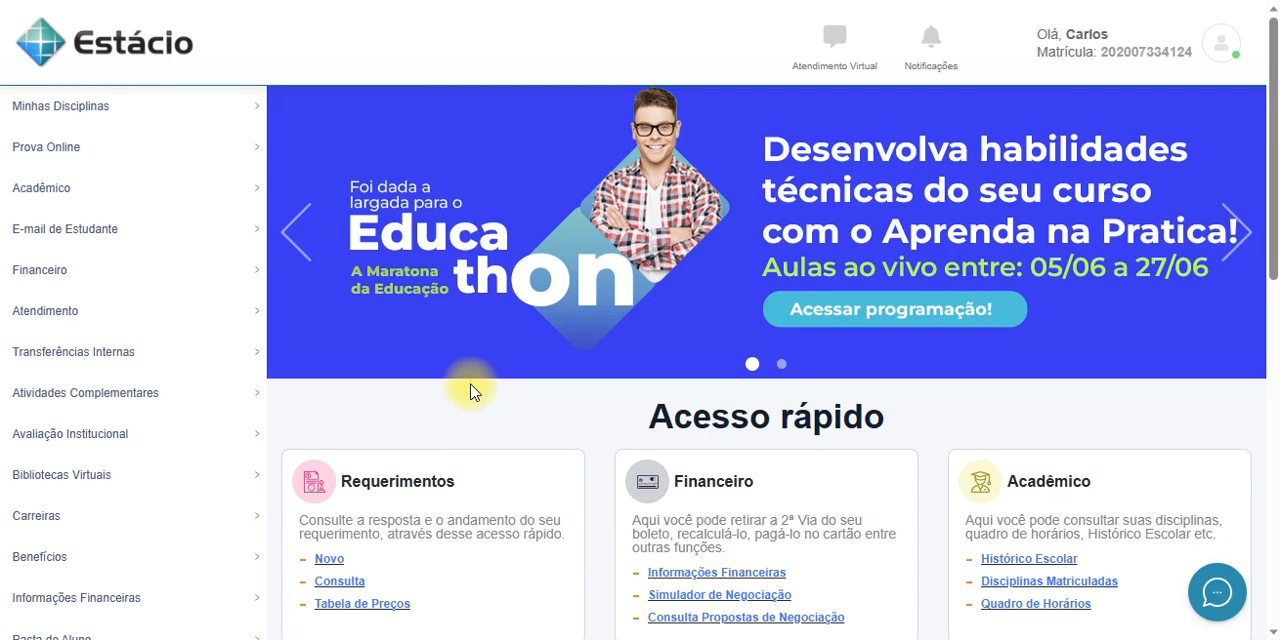 Estácio
Atendimento Virtual
Notificações
Olá, Carlos
Matrícula: 202007334124
Minhas Disciplinas
Prova Online
Acadêmico
E-mail de Estudante
Financeiro
Atendimento
Transferências Internas
Atividades Complementares
Avaliação Institucional
Bibliotecas Virtuais
Carreiras
Benefícios
Informações Financeiras
Pasta do Aluno
Foi dada a
largada para o
Educa
A Maratona
da Educação
thon
Desenvolva habilidades
técnicas do seu curso
com o Aprenda na Pratica!
Aulas ao vivo entre: 05/06 a 27/06
Acessar programação!
Acesso rápido
Requerimentos
Consulte a resposta e o andamento do seu
requerimento, através desse acesso rápido.
Novo
Consulta
Tabela de Preços
Financeiro
Aqui você pode retirar a 2ª Via do seu
boleto, recalculá-lo, pagá-lo no cartão entre
outras funções.
Informações Financeiras
Simulador de Negociação
Consulta Propostas de Negociação
Acadêmico
Aqui você pode consultar suas disciplinas,
quadro de horários, Histórico Escolar etc.
Histórico Escolar
Disciplinas Matriculadas
Quadro de Horários